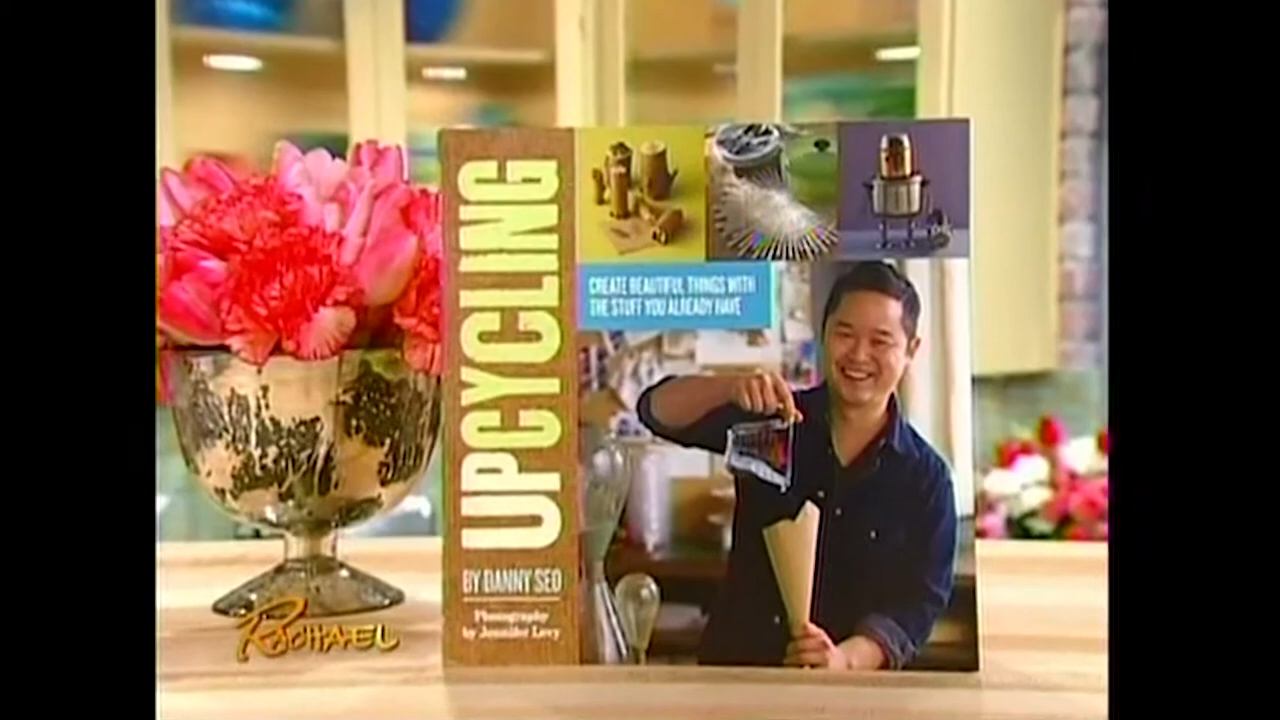 UPCYCLING
BY DANNY SEO
Photography
by Jennifer Levy
CREATE BEAUTIFUL THINGS WITH
THE STUFF YOU ALREADY HAVE
RACHAEL